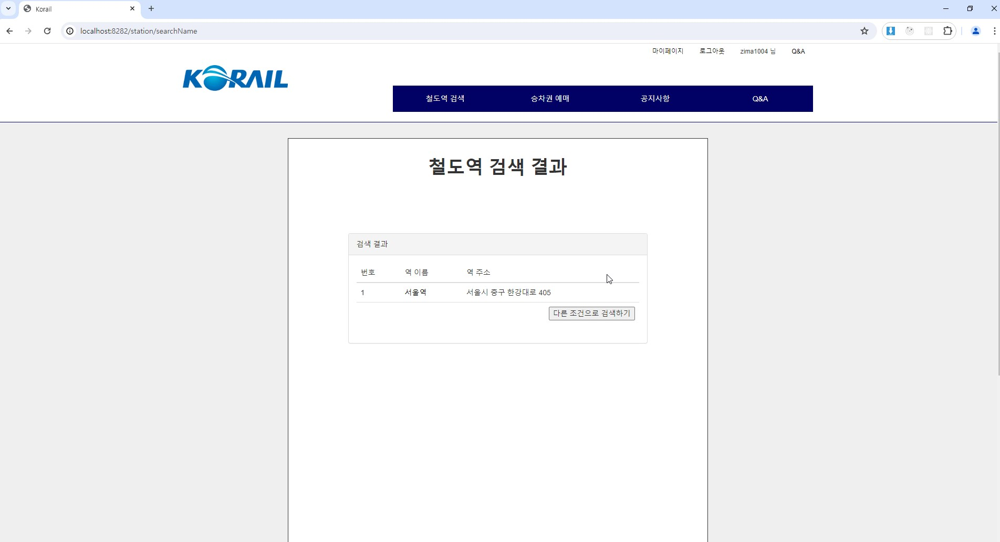 Korail
localhost:8282/station/searchName
마이페이지 로그아웃 zima1004 님 Q&A
KORAIL
철도역 검색 승차권 예매 공지사항 Q&A
철도역 검색 결과
검색 결과
번호 역 이름 역 주소
1 서울역 서울시 중구 한강대로 405
다른 조건으로 검색하기